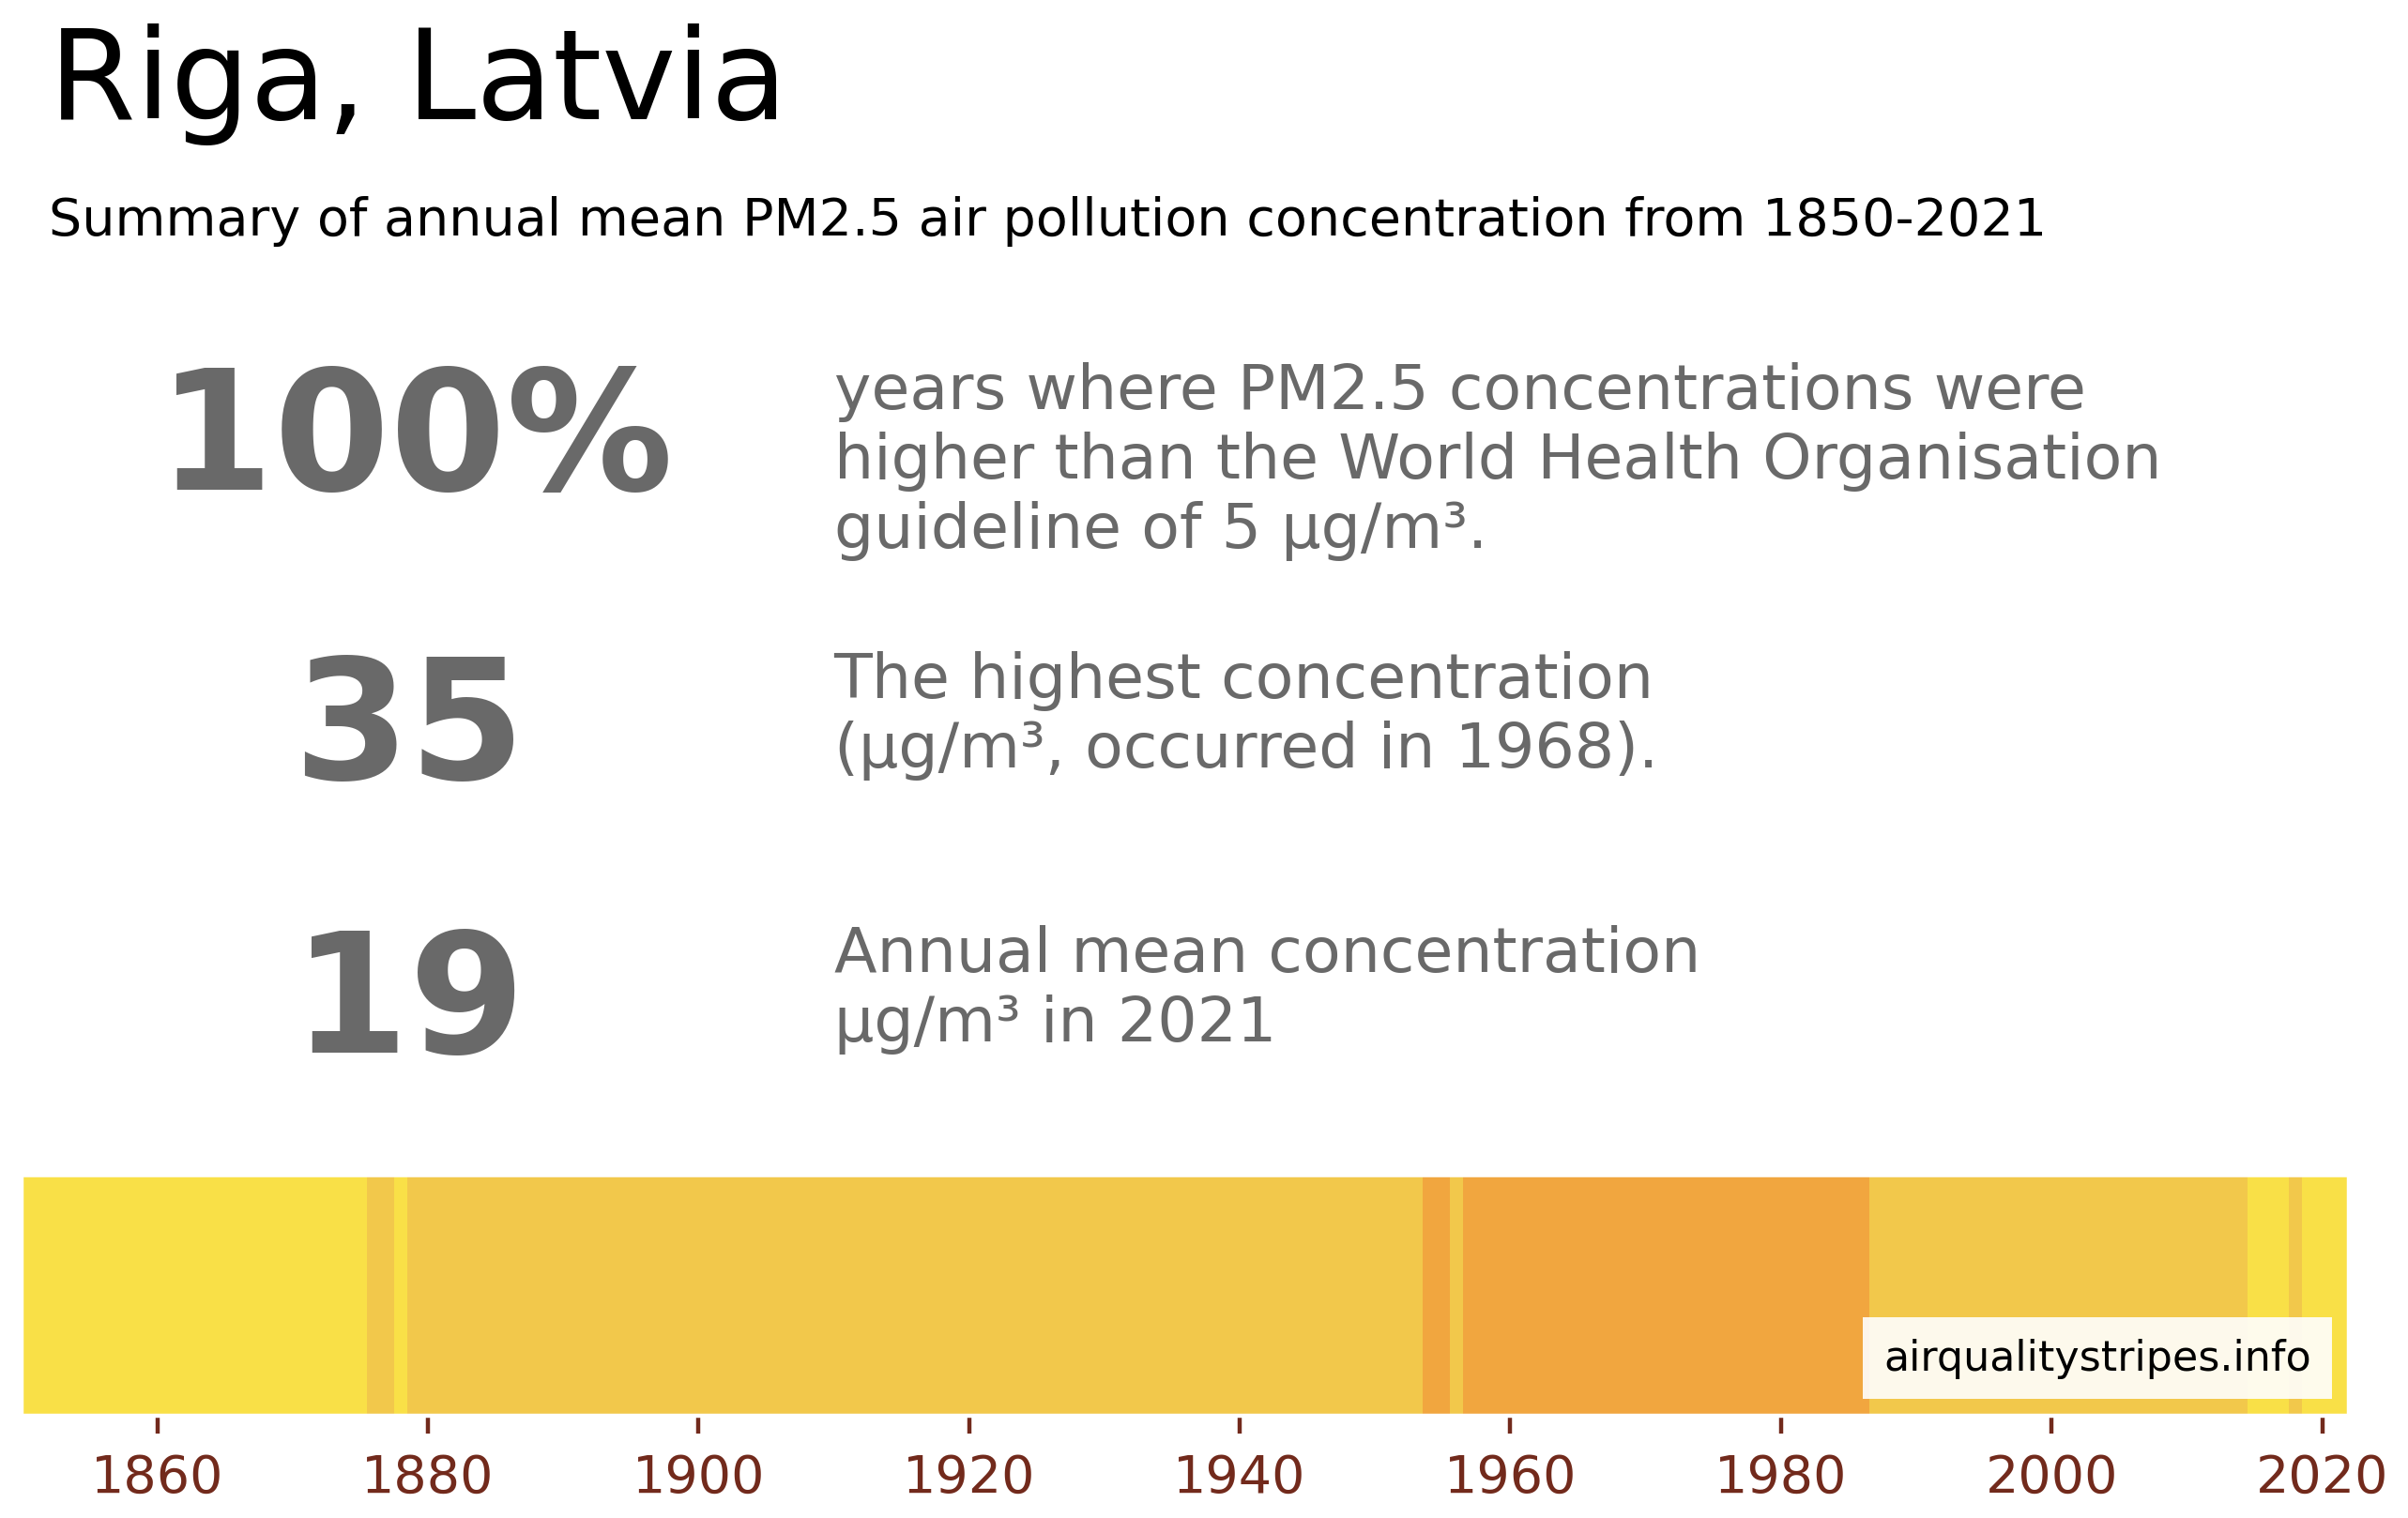 Riga, Latvia
Summary of annual mean PM2.5 air pollution concentration from 1850-2021
100%
years where PM2.5 concentrations were
higher than the World Health Organisation
guideline of 5 µg/m³.
35
The highest concentration
(µg/m³, occurred in 1968).
19
Annual mean concentration
µg/m³ in 2021
airqualitystripes.info
1860 1880 1900 1920 1940 1960 1980 2000 2020